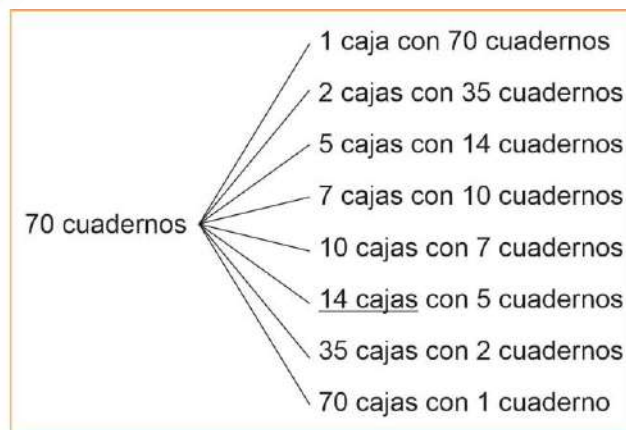 1 caja con 70 cuadernos
2 cajas con 35 cuadernos
5 cajas con 14 cuadernos
7 cajas con 10 cuadernos
70 cuadernos
10 cajas con 7 cuadernos
14 cajas con 5 cuadernos
35 cajas con 2 cuadernos
70 cajas con 1 cuaderno